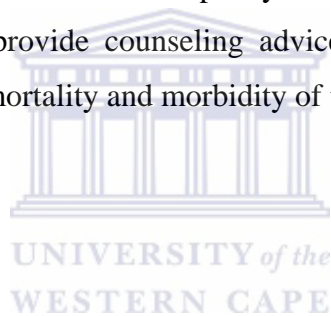 provide counseling advice
mortality and morbidity of
UNIVERSITY of the
WESTERN CAPE